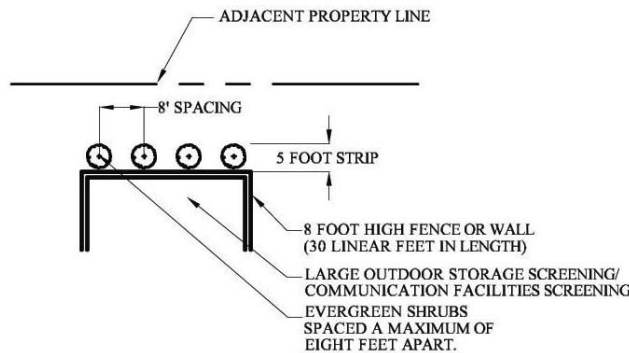 ADJACENT PROPERTY LINE
8' SPACING
5 FOOT STRIP
8 FOOT HIGH FENCE OR WALL
(30 LINEAR FEET IN LENGTH)
LARGE OUTDOOR STORAGE SCREENING/
COMMUNICATION FACILITIES SCREENING
EVERGREEN SHRUBS
SPACED A MAXIMUM OF
EIGHT FEET APART.